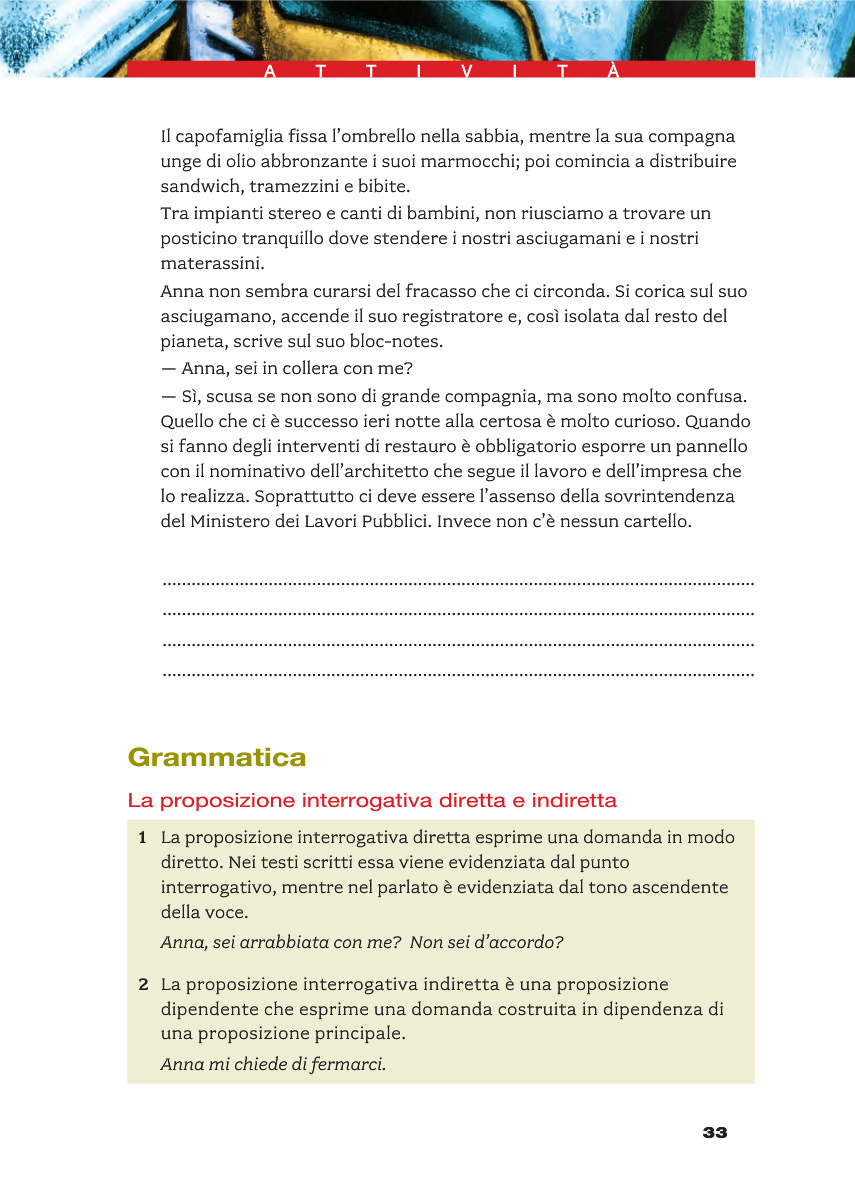 ATTIVITÀ
Il capofamiglia fissa l’ombrello nella sabbia, mentre la sua compagna
unge di olio abbronzante i suoi marmocchi; poi comincia a distribuire
sandwich, tramezzini e bibite.
Tra impianti stereo e canti di bambini, non riusciamo a trovare un
posticino tranquillo dove stendere i nostri asciugamani e i nostri
materassini.
Anna non sembra curarsi del fracasso che ci circonda. Si corica sul suo
asciugamano, accende il suo registratore e, così isolata dal resto del
pianeta, scrive sul suo bloc-notes.
— Anna, sei in collera con me?
— Sì, scusa se non sono di grande compagnia, ma sono molto confusa.
Quello che ci è successo ieri notte alla certosa è molto curioso. Quando
si fanno degli interventi di restauro è obbligatorio esporre un pannello
con il nominativo dell’architetto che segue il lavoro e dell’impresa che
lo realizza. Soprattutto ci deve essere l’assenso della sovrintendenza
del Ministero dei Lavori Pubblici. Invece non c’è nessun cartello.
Grammatica
La proposizione interrogativa diretta e indiretta
1 La proposizione interrogativa diretta esprime una domanda in modo
diretto. Nei testi scritti essa viene evidenziata dal punto
interrogativo, mentre nel parlato è evidenziata dal tono ascendente
della voce.
Anna, sei arrabbiata con me? Non sei d’accordo?
2 La proposizione interrogativa indiretta è una proposizione
dipendente che esprime una domanda costruita in dipendenza di
una proposizione principale.
Anna mi chiede di fermarci.
33